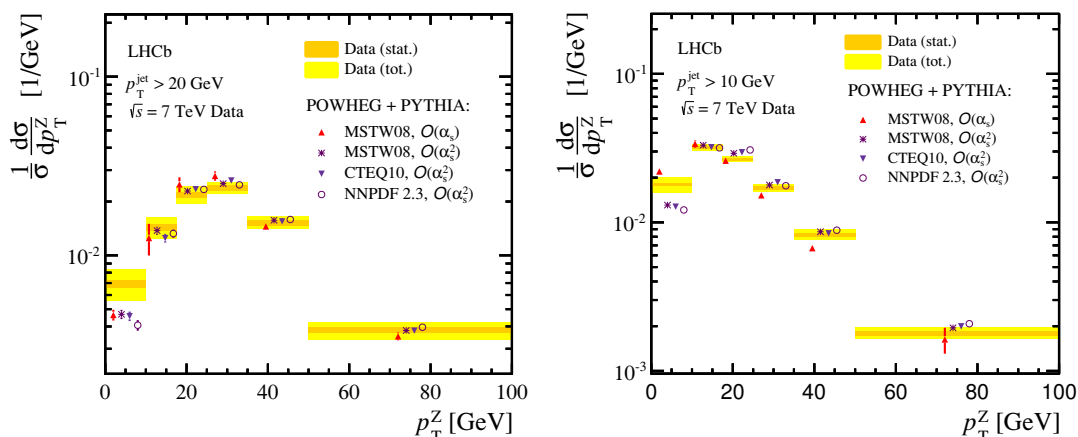 1/σ dσ/dp_T^Z [1/GeV]
LHCb
p_T^jet > 20 GeV
√s = 7 TeV Data
Data (stat.)
Data (tot.)
POWHEG + PYTHIA:
MSTW08, O(α_s)
MSTW08, O(α_s^2)
CTEQ10, O(α_s^2)
NNPDF 2.3, O(α_s^2)
10^-1
10^-2
0 20 40 60 80 100
p_T^Z [GeV]
1/σ dσ/dp_T^Z [1/GeV]
LHCb
p_T^jet > 10 GeV
√s = 7 TeV Data
Data (stat.)
Data (tot.)
POWHEG + PYTHIA:
MSTW08, O(α_s)
MSTW08, O(α_s^2)
CTEQ10, O(α_s^2)
NNPDF 2.3, O(α_s^2)
10^-1
10^-2
10^-3
0 20 40 60 80 100
p_T^Z [GeV]